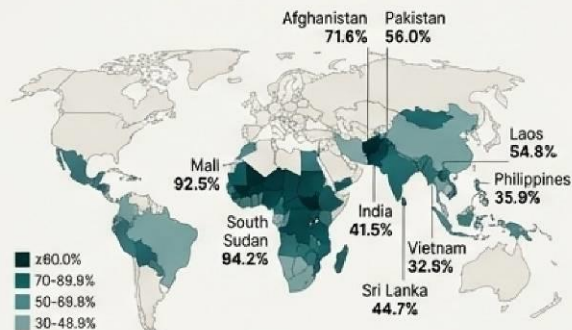 Afghanistan
71.6%
Pakistan
56.0%
Mali
92.5%
Laos
54.8%
Philippines
35.9%
South
Sudan
94.2%
India
41.5%
Vietnam
32.8%
Sri Lanka
44.7%
≥80.0%
70-89.9%
50-69.8%
30-48.9%